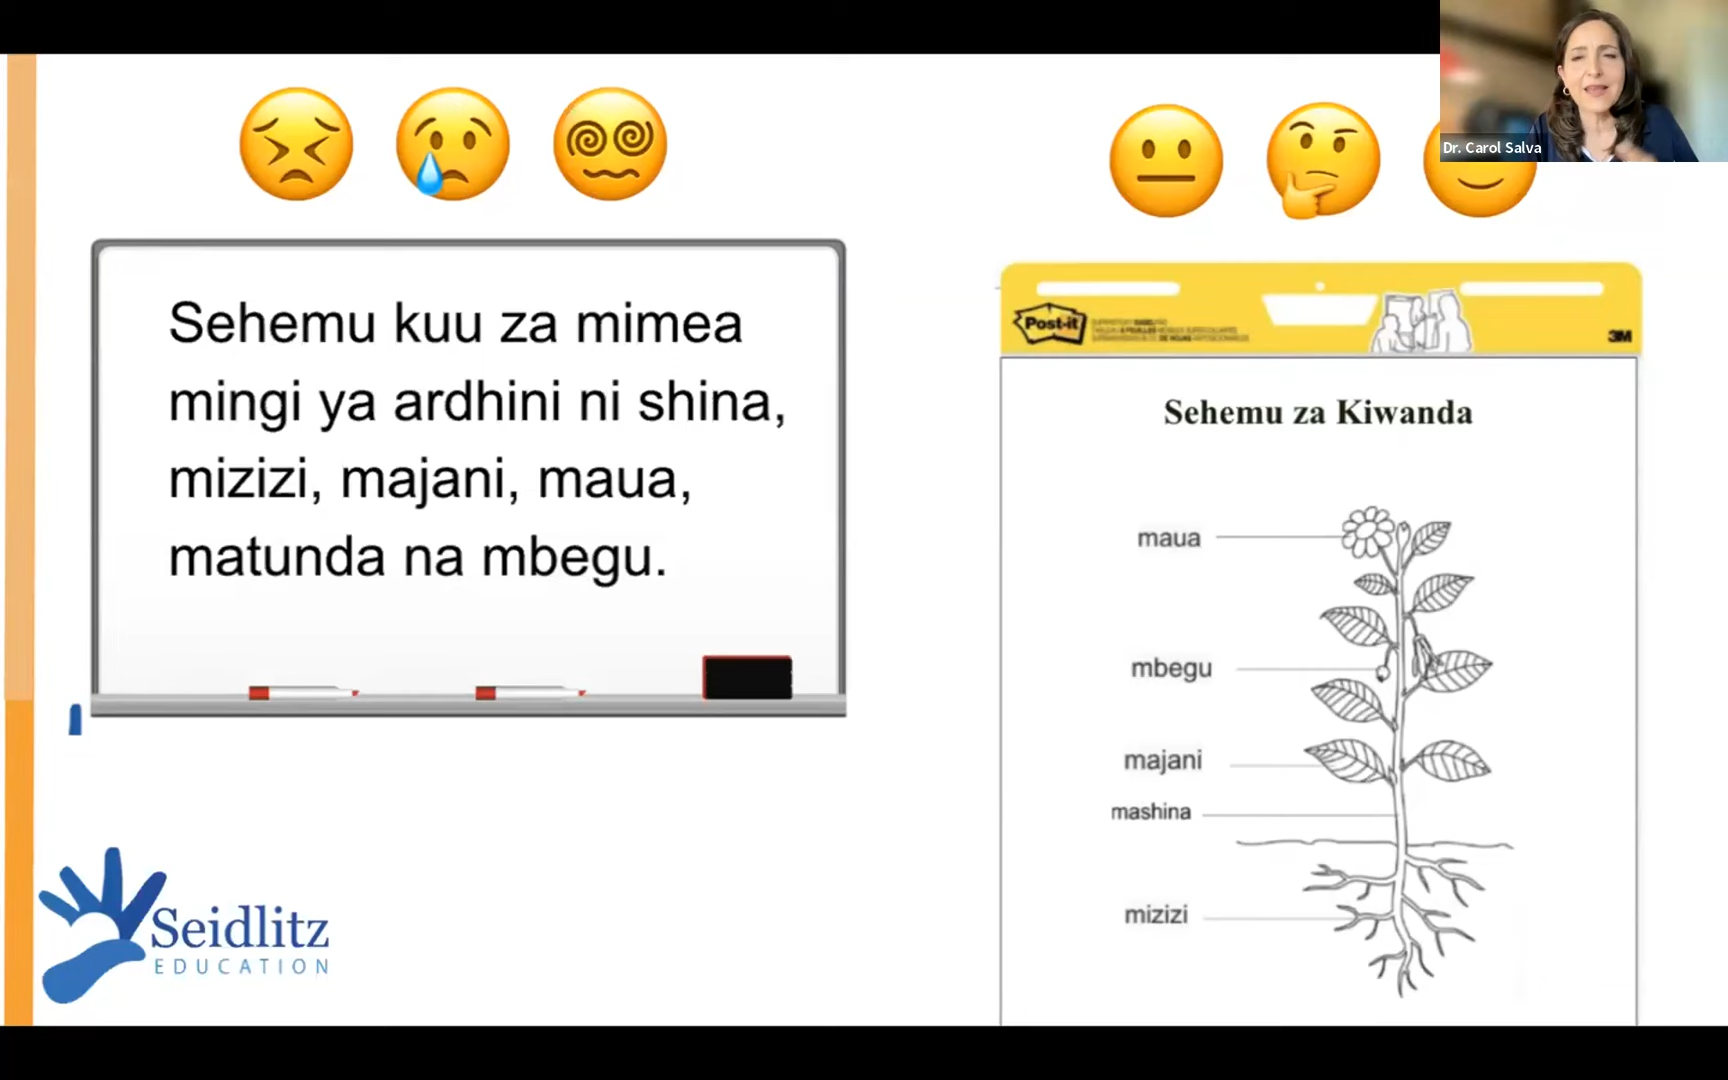 Dr. Carol Salva
Sehemu kuu za mimea
mingi ya ardhini ni shina,
mizizi, majani, maua,
matunda na mbegu.
Post-it
3M
Sehemu za Kiwanda
maua
mbegu
majani
mashina
mizizi
Seidlitz
EDUCATION